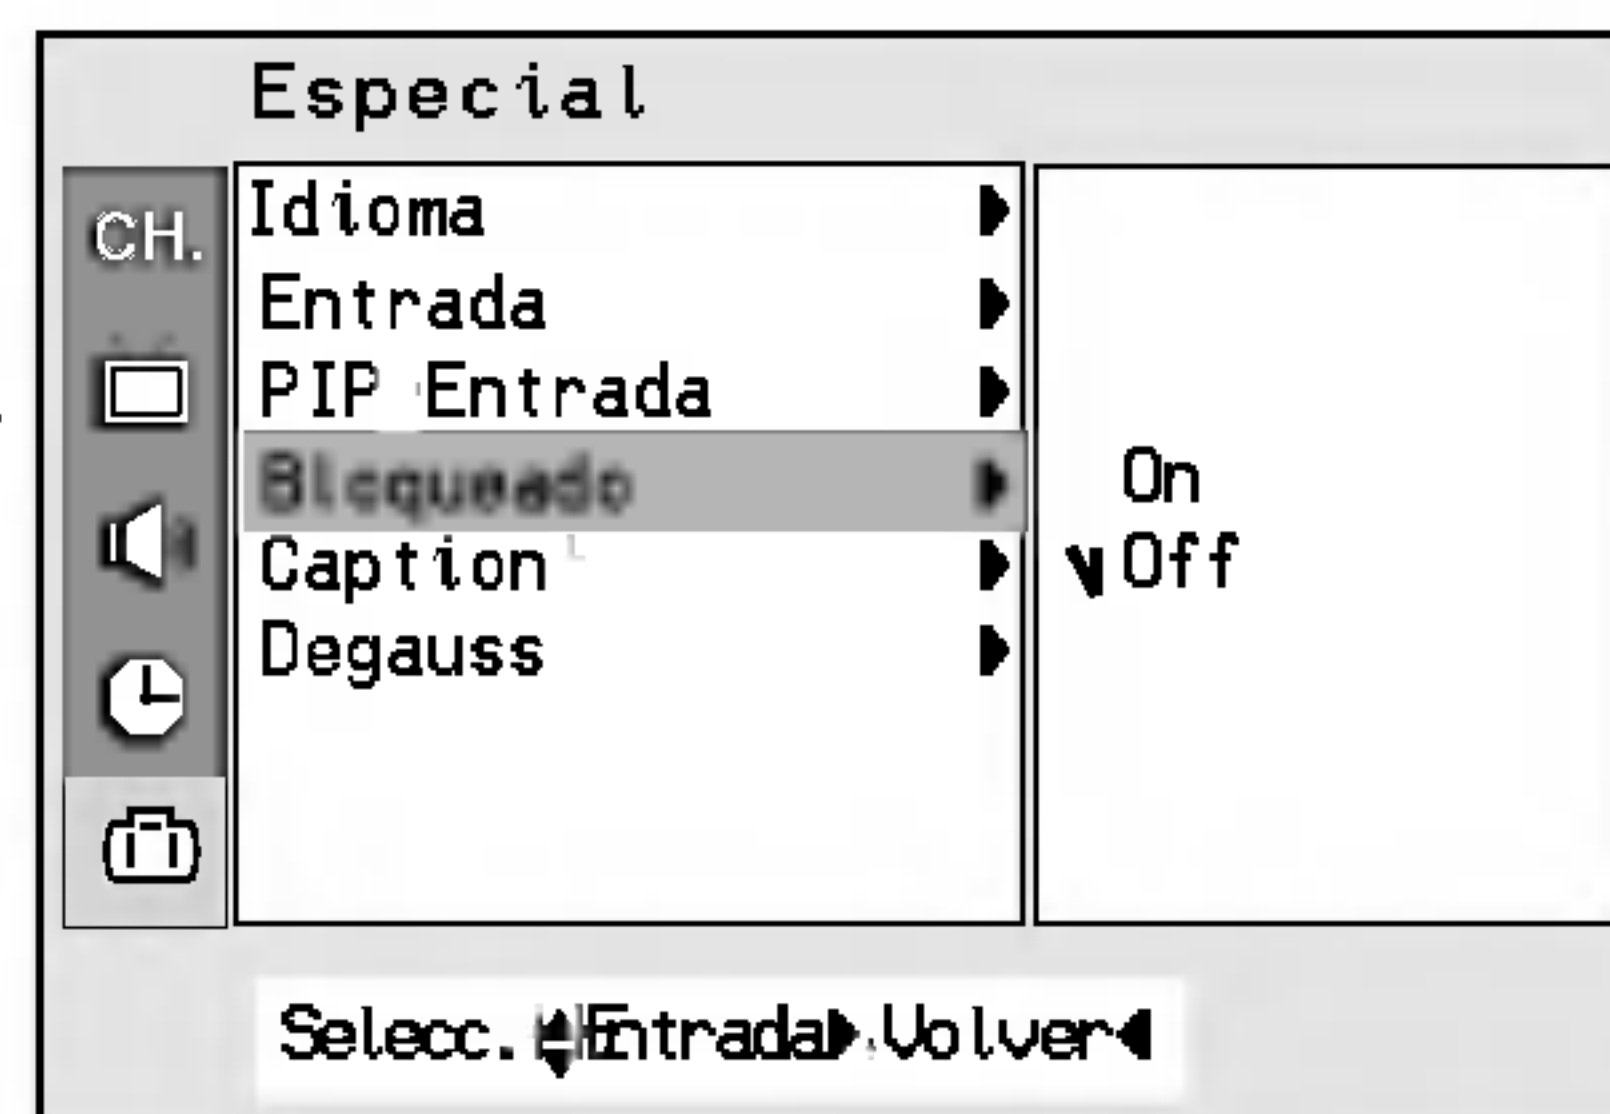 Especial
CH.
Idioma
Entrada
PIP Entrada
Bloqueado
On
Caption
Off
Degauss
Selecc. Entrada Volver